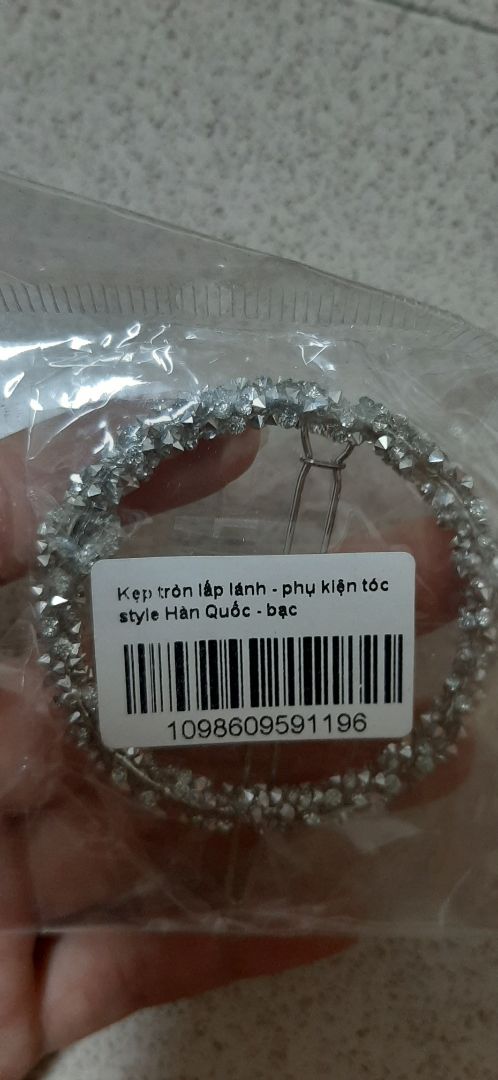 Kẹp tròn lấp lánh - phụ kiện tóc
style Hàn Quốc - bạc
1098609591196